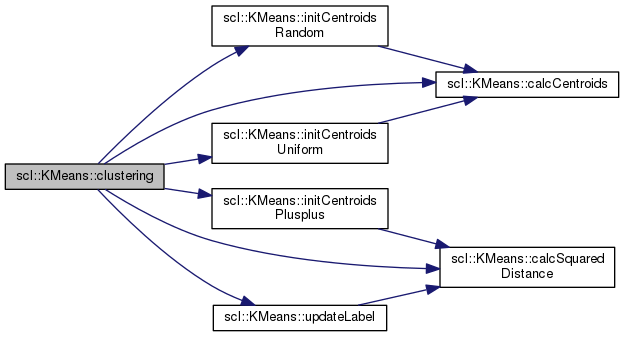 scl::KMeans::initCentroids
Random
scl::KMeans::calcCentroids
scl::KMeans::initCentroids
Uniform
scl::KMeans::clustering
scl::KMeans::initCentroids
Plusplus
scl::KMeans::calcSquared
Distance
scl::KMeans::updateLabel